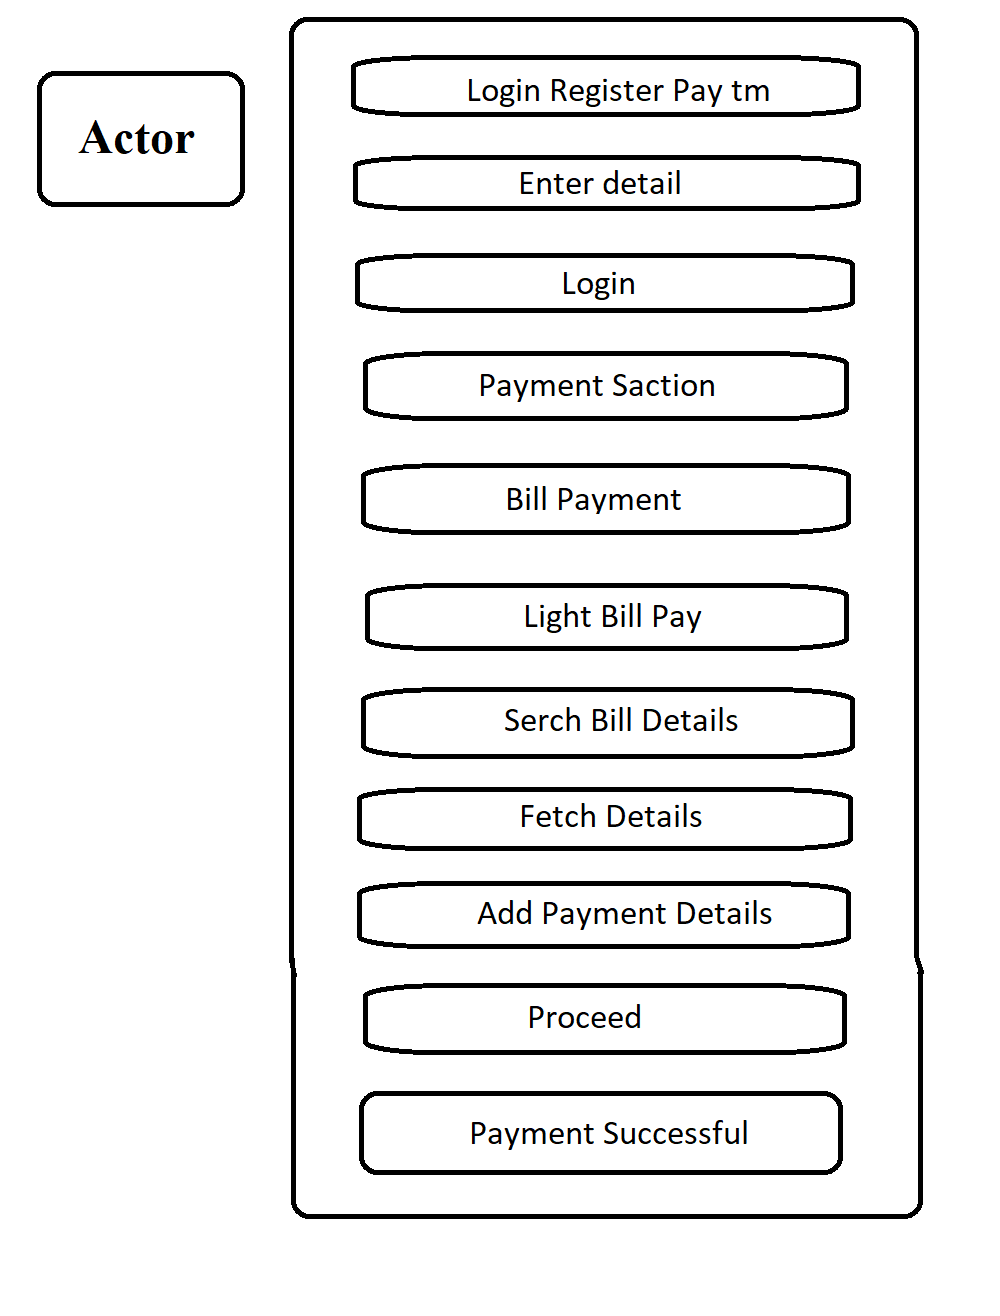 Actor
Login Register Pay tm
Enter detail
Login
Payment Saction
Bill Payment
Light Bill Pay
Serch Bill Details
Fetch Details
Add Payment Details
Proceed
Payment Successful